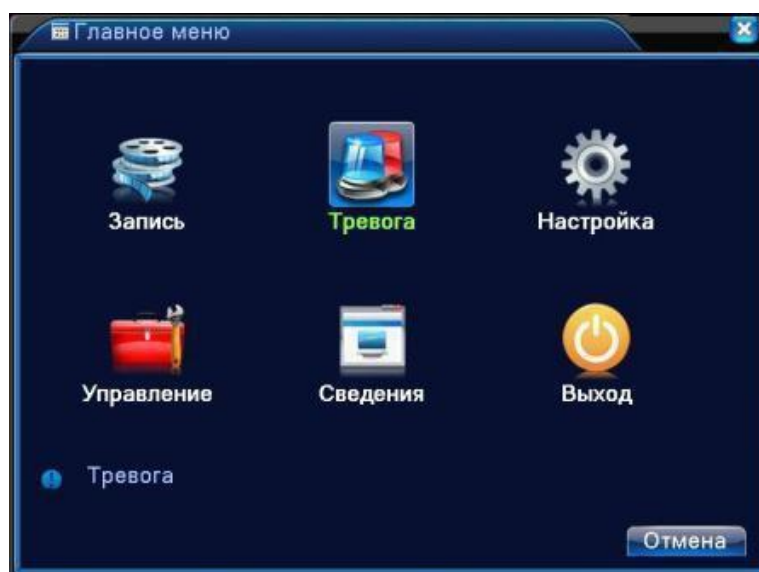 Главное меню
Запись
Тревога
Настройка
Управление
Сведения
Выход
Тревога
Отмена